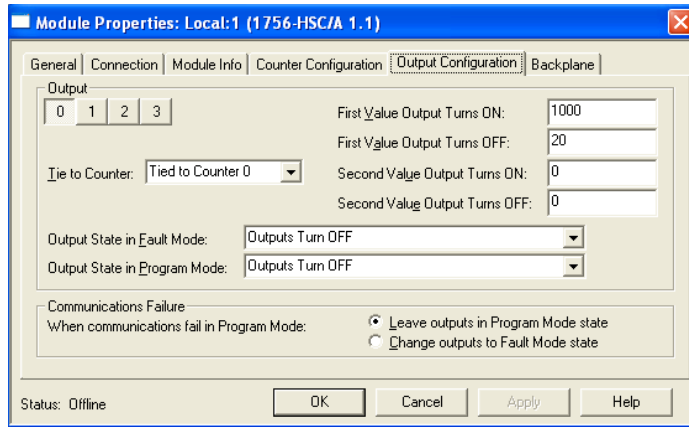 Module Properties: Local:1 (1756-HSC/A 1.1)
General Connection Module Info Counter Configuration Output Configuration Backplane
Output
0 1 2 3
First Value Output Turns ON: 1000
First Value Output Turns OFF: 20
Tie to Counter: Tied to Counter 0
Second Value Output Turns ON: 0
Second Value Output Turns OFF: 0
Output State in Fault Mode: Outputs Turn OFF
Output State in Program Mode: Outputs Turn OFF
Communications Failure
When communications fail in Program Mode:
Leave outputs in Program Mode state
Change outputs to Fault Mode state
Status: Offline
OK Cancel Apply Help